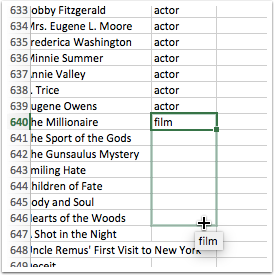 633 obby Fitzgerald actor
634 Mrs. Eugene L. Moore actor
635 rederica Washington actor
636 Minnie Summer actor
637 nnie Valley actor
638 . Trice actor
639 ugene Owens actor
640 he Millionaire film
641 he Sport of the Gods
642 he Gunsaulus Mystery
643 miling Hate
644 hildren of Fate
645 ody and Soul
646 earts of the Woods
647 . Shot in the Night film
648 Uncle Remus' First Visit to New York
649 eceit